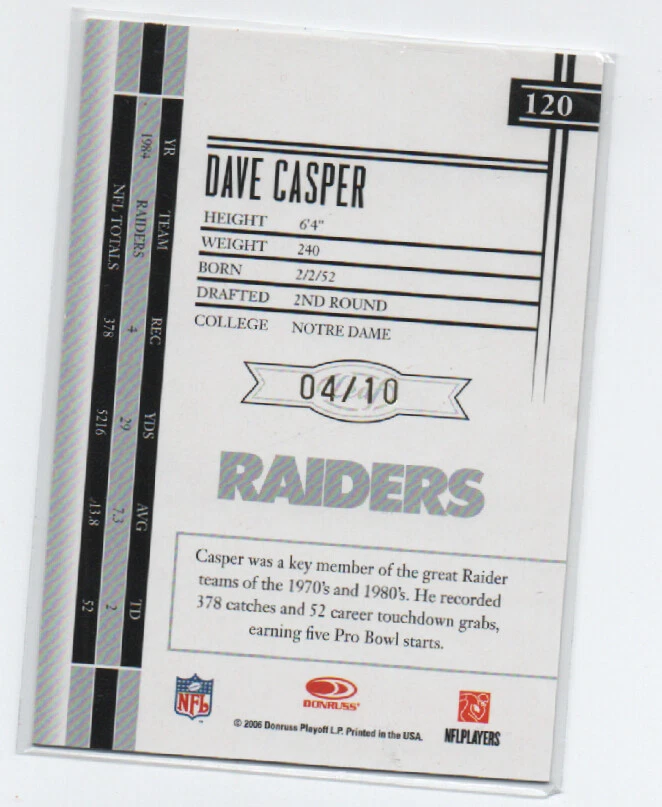 120
DAVE CASPER
HEIGHT 6'4"
WEIGHT 240
BORN 2/2/52
DRAFTED 2ND ROUND
COLLEGE NOTRE DAME
04/10
RAIDERS
Casper was a key member of the great Raider
teams of the 1970's and 1980's. He recorded
378 catches and 52 career touchdown grabs,
earning five Pro Bowl starts.
NFL
DONRUSS
NFLPLAYERS
© 2006 Donruss Playoff L.P. Printed in the USA.
YR TEAM REC YDS AVG TD
1984 RAIDERS 4 29 7.3 2
NFL TOTALS 378 5216 13.8 52